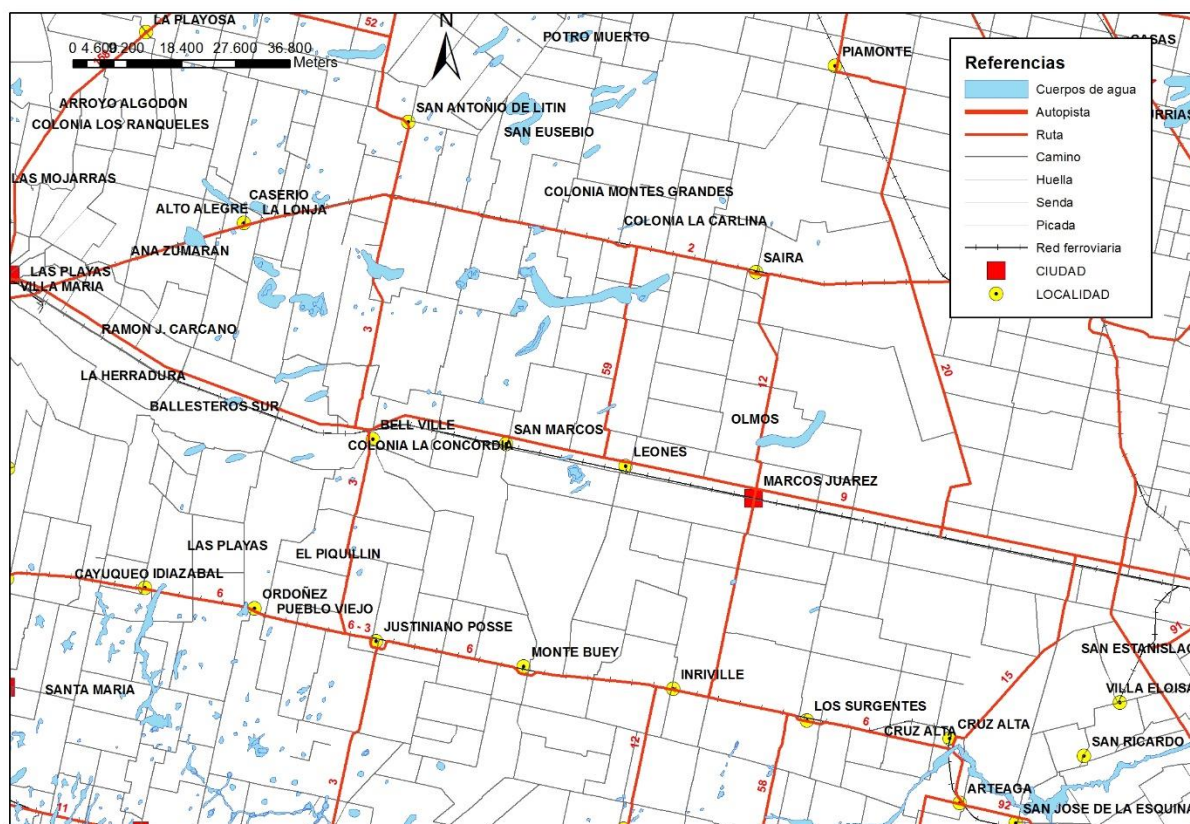 LA PLAYOSA
52
N
POTRO MUERTO
0 4.609.200 18.400 27.600 36.800
Meters
158
PIAMONTE
CASAS
Referencias
Cuerpos de agua
Autopista
Ruta
Camino
Huella
Senda
Picada
Red ferroviaria
CIUDAD
LOCALIDAD
ARROYO ALGODON
SAN ANTONIO DE LITIN
COLONIA LOS RANQUELES
SAN EUSEBIO
LAS MOJARRAS
CASERIO
LA LONJA
ALTO ALEGRE
COLONIA MONTES GRANDES
COLONIA LA CARLINA
2
ANA ZUMARAN
SAIRA
LAS PLAYAS
VILLA MARIA
RAMON J. CARCANO
3
59
12
20
LA HERRADURA
BALLESTEROS SUR
OLMOS
BELL VILLE
SAN MARCOS
COLONIA LA CONCORDIA
LEONES
3
MARCOS JUAREZ
9
LAS PLAYAS
EL PIQUILLIN
CAYUQUEO
IDIAZABAL
6
ORDOÑEZ
PUEBLO VIEJO
6 - 3
JUSTINIANO POSSE
6
MONTE BUEY
91
SAN ESTAÑISLAO
SANTA MARIA
INRIVILLE
15
VILLA ELOISA
LOS SURGENTES
6
CRUZ ALTA
CRUZ ALTA
12
SAN RICARDO
3
58
ARTEAGA
11
92
SAN JOSE DE LA ESQUINA